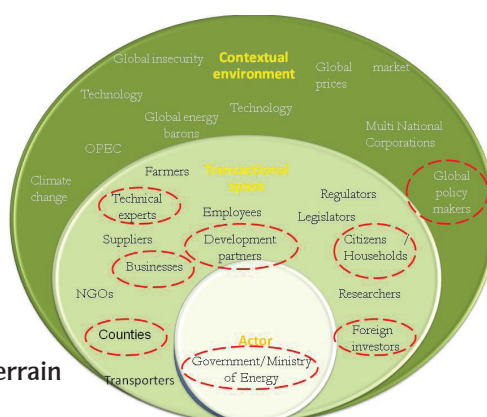 Global insecurity
Contextual
environment
Global
prices
market
Technology
Technology
Global energy
barons
Multi National
Corporations
OPEC
Climate
change
Global
policy
makers
Transactional
space
Farmers
Technical
experts
Employees
Regulators
Legislators
Suppliers
Development
partners
Citizens /
Households
Businesses
NGOs
Researchers
Counties
Actor
Government/Ministry
of Energy
Foreign
investors
Transporters
errain